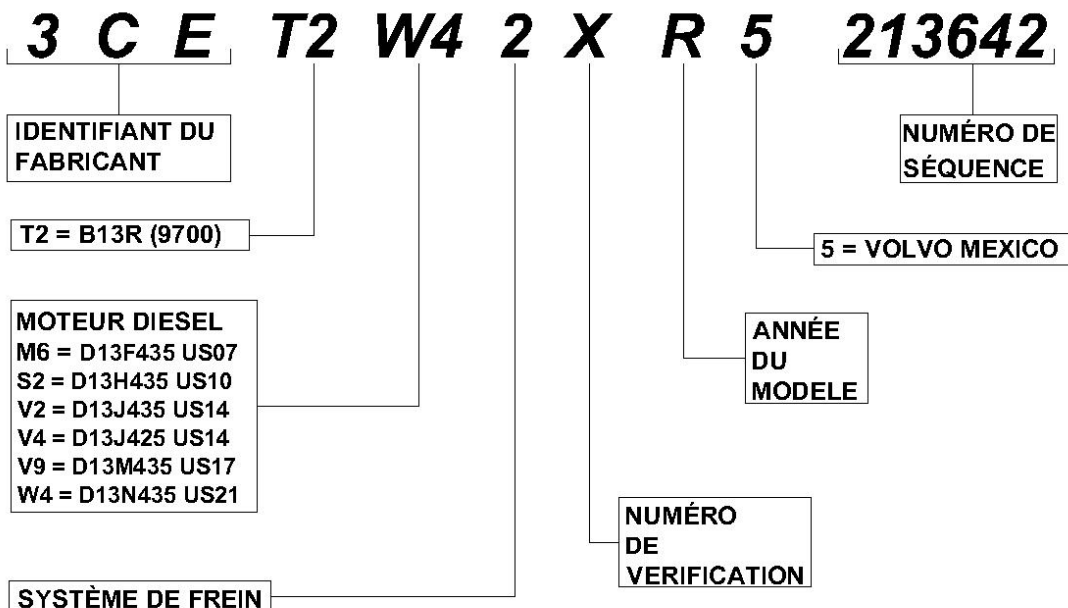 3 C E T2 W4 2 X R 5 213642
IDENTIFIANT DU
FABRICANT
NUMÉRO DE
SÉQUENCE
T2 = B13R (9700)
5 = VOLVO MEXICO
MOTEUR DIESEL
M6 = D13F435 US07
S2 = D13H435 US10
V2 = D13J435 US14
V4 = D13J425 US14
V9 = D13M435 US17
W4 = D13N435 US21
ANNÉE
DU
MODELE
NUMÉRO
DE
VERIFICATION
SYSTÈME DE FREIN